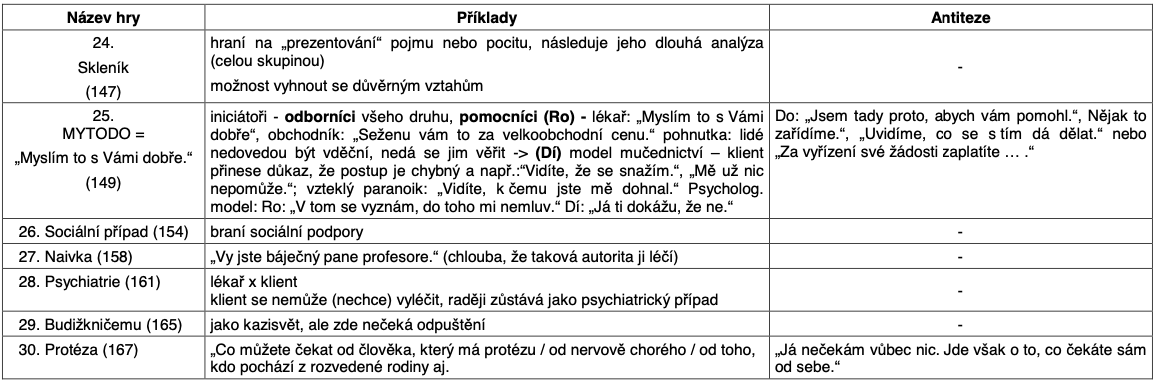 Název hry Příklady Antiteze
24.
Skleník
(147)
hraní na „prezentování“ pojmu nebo pocitu, následuje jeho dlouhá analýza
(celou skupinou)
možnost vyhnout se důvěrným vztahům
-
25.
MYTODO =
„Myslím to s Vámi dobře.“
(149)
iniciátoři - odborníci všeho druhu, pomocníci (Ro) - lékař: „Myslím to s Vámi
dobře“, obchodník: „Seženu vám to za velkoobchodní cenu.“ pohnutka: lidé
nedovedou být vděční, nedá se jim věřit -> (Dí) model mučednictví – klient
přinese důkaz, že postup je chybný a např.:“Vidíte, že se snažím.“, „Mě už nic
nepomůže.“; vzteklý paranoik: „Vidíte, k čemu jste mě dohnal.“ Psycholog.
model: Ro: „V tom se vyznám, do toho mi nemluv.“ Dí: „Já ti dokážu, že ne.“
Do: „Jsem tady proto, abych vám pomohl.“, Nějak to
zařídíme.“, „Uvidíme, co se s tím dá dělat.“ nebo
„Za vyřízení své žádosti zaplatíte … .“
26. Sociální případ (154) braní sociální podpory -
27. Naivka (158) „Vy jste báječný pane profesore.“ (chlouba, že taková autorita ji léčí) -
28. Psychiatrie (161)
lékař x klient
klient se nemůže (nechce) vyléčit, raději zůstává jako psychiatrický případ
-
29. Budižkničemu (165) jako kazisvět, ale zde nečeká odpuštění -
30. Protéza (167)
„Co můžete čekat od člověka, který má protézu / od nervově chorého / od toho,
kdo pochází z rozvedené rodiny aj.
„Já nečekám vůbec nic. Jde však o to, co čekáte sám
od sebe.“